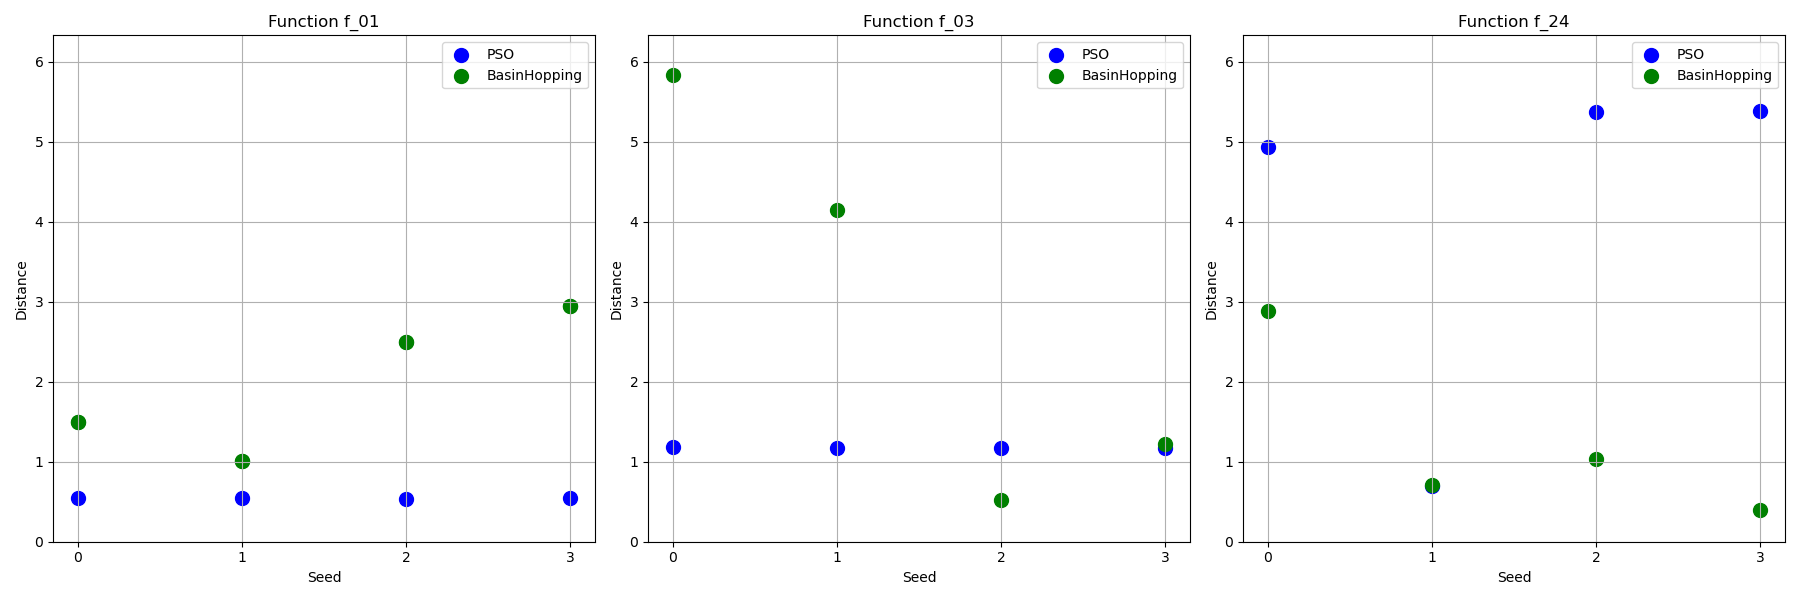 Function f_01
PSO
BasinHopping
6
5
4
3
2
1
0
Distance
0 1 2 3
Seed
Function f_03
PSO
BasinHopping
6
5
4
3
2
1
0
Distance
0 1 2 3
Seed
Function f_24
PSO
BasinHopping
6
5
4
3
2
1
0
Distance
0 1 2 3
Seed